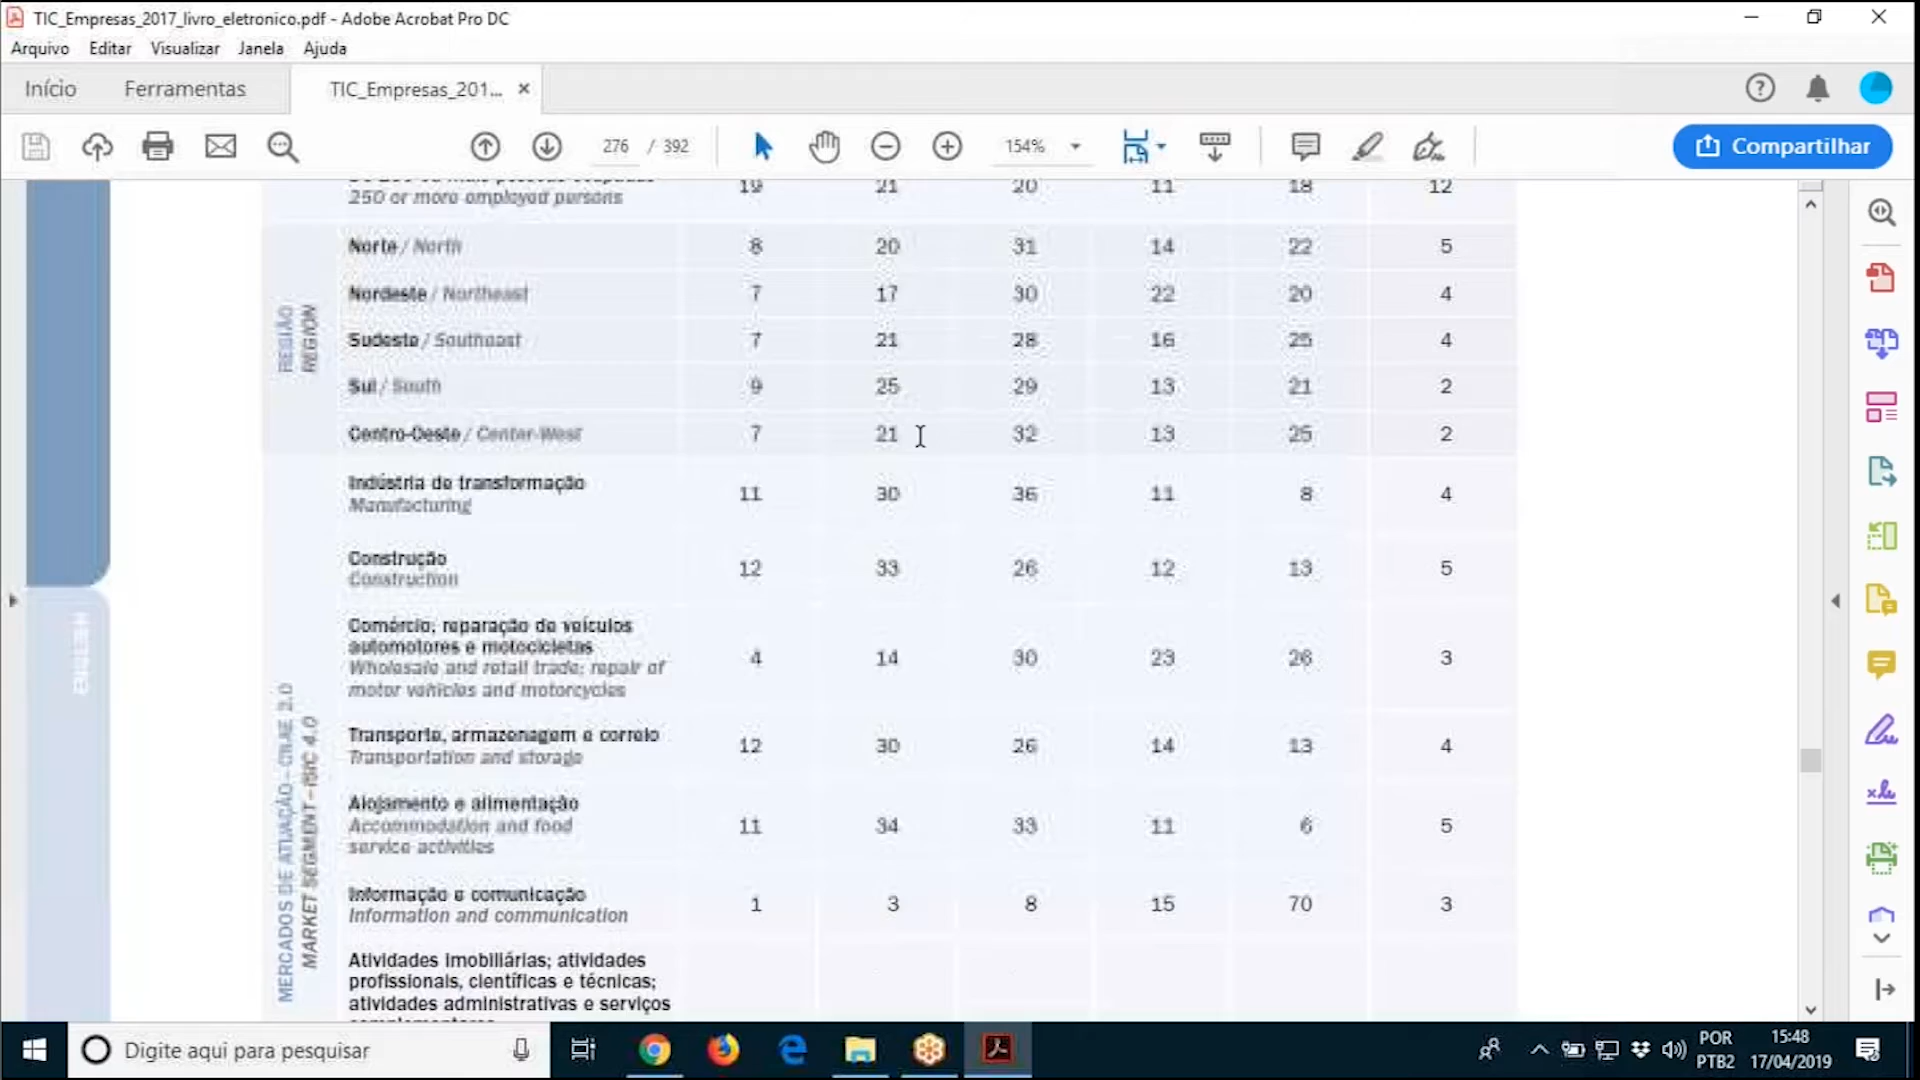 TIC_Empresas_2017_livro_eletronico.pdf - Adobe Acrobat Pro DC
Arquivo Editar Visualizar Janela Ajuda
Início Ferramentas TIC_Empresas_201... ×
276 / 392 154% Compartilhar
250 or more employed persons 19 21 20 11 18 12
Norte / North 8 20 31 14 22 5
Nordeste / Northeast 7 17 30 22 20 4
Sudeste / Southeast 7 21 28 16 25 4
Sul / South 9 25 29 13 21 2
Centro-Oeste / Center-West 7 21 32 13 25 2
REGIÃO
REGION
Indústria de transformação
Manufacturing 11 30 36 11 8 4
Construção
Construction 12 33 26 12 13 5
Comércio; reparação de veículos
automotores e motocicletas
Wholesale and retail trade; repair of
motor vehicles and motorcycles 4 14 30 23 26 3
Transporte, armazenagem e correio
Transportation and storage 12 30 26 14 13 4
Alojamento e alimentação
Accommodation and food
service activities 11 34 33 11 6 5
Informação e comunicação
Information and communication 1 3 8 15 70 3
Atividades imobiliárias; atividades
profissionais, científicas e técnicas;
atividades administrativas e serviços
MERCADOS DE ATUAÇÃO - CNAE 2.0
MARKET SEGMENT - ISIC 4.0
Digite aqui para pesquisar
POR
PTB2
15:48
17/04/2019